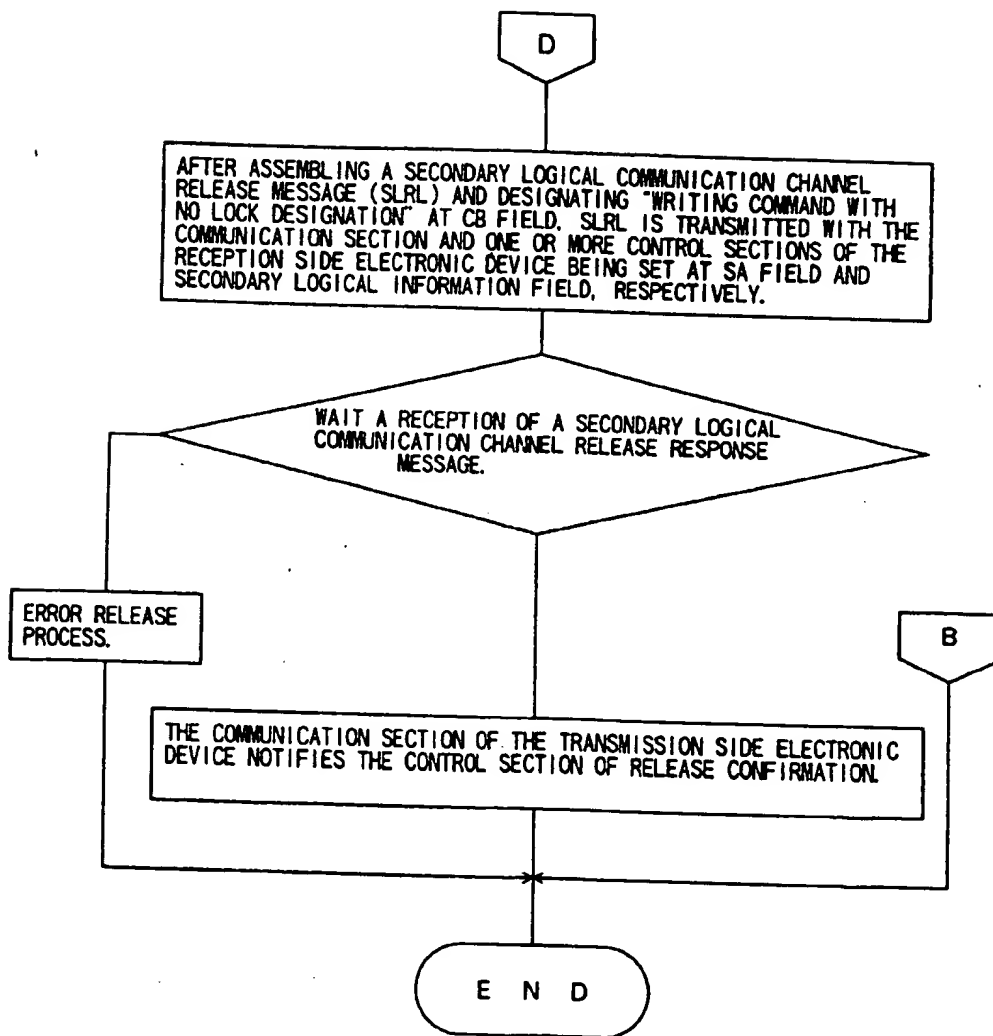 D
AFTER ASSEMBLING A SECONDARY LOGICAL COMMUNICATION CHANNEL
RELEASE MESSAGE (SLRL) AND DESIGNATING "WRITING COMMAND WITH
NO LOCK DESIGNATION" AT CB FIELD, SLRL IS TRANSMITTED WITH THE
COMMUNICATION SECTION AND ONE OR MORE CONTROL SECTIONS OF THE
RECEPTION SIDE ELECTRONIC DEVICE BEING SET AT SA FIELD AND
SECONDARY LOGICAL INFORMATION FIELD, RESPECTIVELY.
WAIT A RECEPTION OF A SECONDARY LOGICAL
COMMUNICATION CHANNEL RELEASE RESPONSE
MESSAGE.
ERROR RELEASE
PROCESS.
B
THE COMMUNICATION SECTION OF THE TRANSMISSION SIDE ELECTRONIC
DEVICE NOTIFIES THE CONTROL SECTION OF RELEASE CONFIRMATION.
E N D